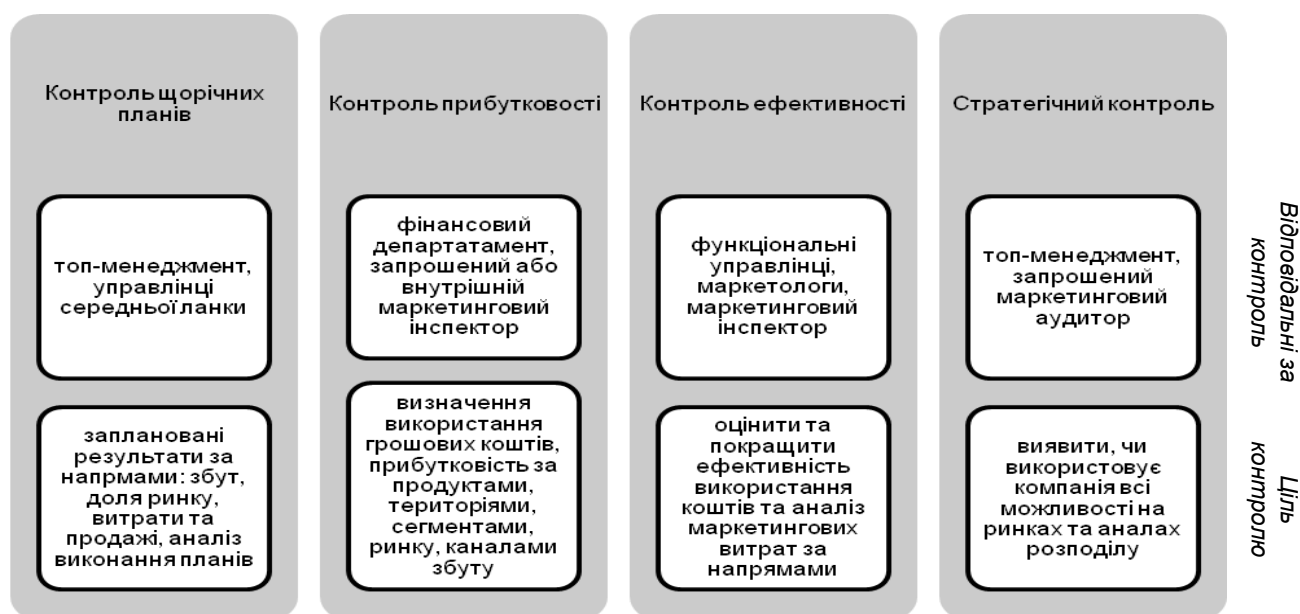 Контроль щорічних
планів
топ-менеджмент,
управлінці
середньої ланки
заплановані
результати за
напрмами: збут,
доля ринку,
витрати та
продажі, аналіз
виконання планів
Контроль прибутковості
фінансовий
департатамент,
запрошений або
внутрішній
маркетинговий
інспектор
визначення
використання
грошових коштів,
прибутковість за
продуктами,
територіями,
сегментами,
ринку, каналами
збуту
Контроль ефективності
функціональні
управлінці,
маркетологи,
маркетинговий
інспектор
оцінити та
покращити
ефективність
використання
коштів та аналіз
маркетингових
витрат за
напрямами
Стратегічний контроль
топ-менеджмент,
запрошений
маркетинговий
аудитор
виявити, чи
використовує
компанія всі
можливості на
ринках та аналах
розподілу
Відповідальні за
контроль
Ціль
контролю